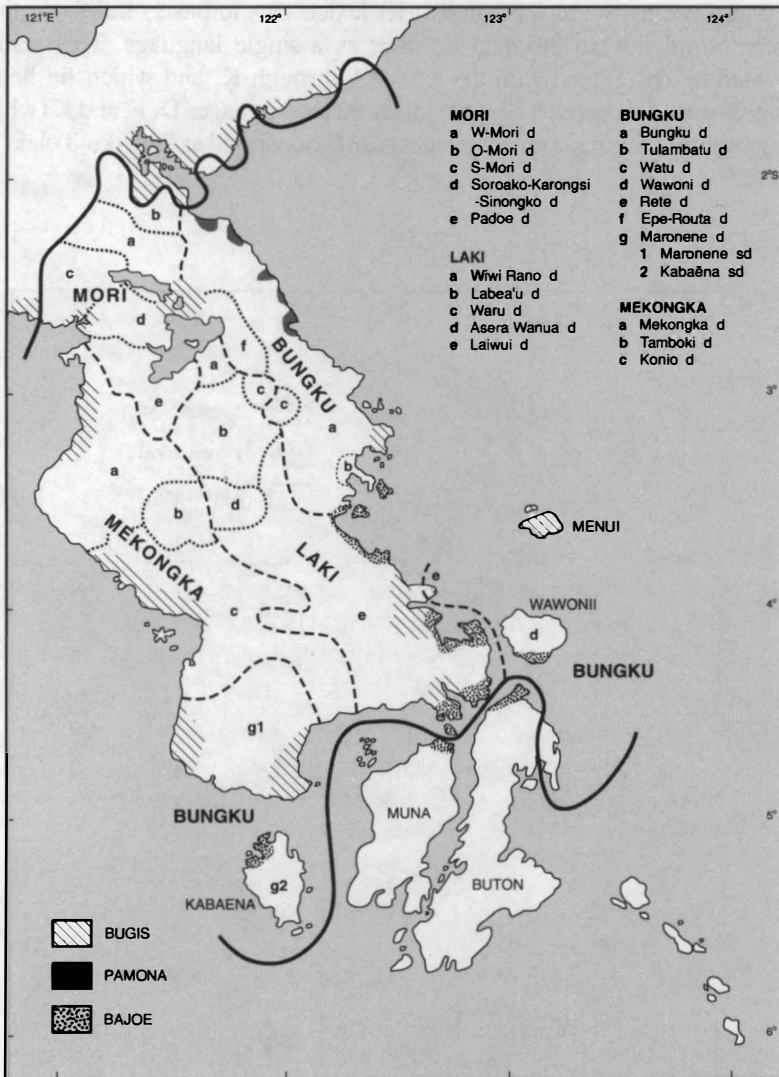 121°E
122°
123°
124°
2°S
3°
4°
5°
6°
MORI
a W-Mori d
b O-Mori d
c S-Mori d
d Soroako-Karongsi
-Sinongko d
e Padoe d
LAKI
a Wiwi Rano d
b Labea'u d
c Waru d
d Asera Wanua d
e Laiwui d
BUNGKU
a Bungku d
b Tulambatu d
c Watu d
d Wawoni d
e Rete d
f Epe-Routa d
g Maronene d
1 Maronene sd
2 Kabaëna sd
MEKONGKA
a Mekongka d
b Tamboki d
c Konio d
b
a
c
MORI
d
f
BUNGKU
a
c
c
e
b
a
a
b
b
d
MEKONGKA
LAKI
MENUI
e
WAWONII
c
e
d
BUNGKU
g1
BUNGKU
MUNA
g2
KABAENA
BUTON
BUGIS
PAMONA
BAJOE